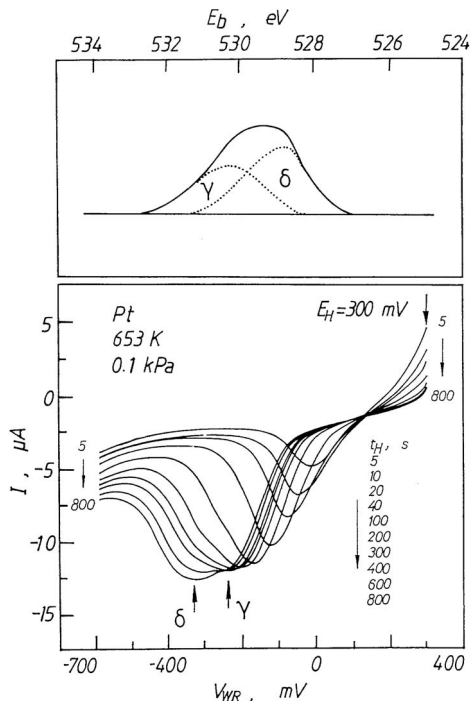 E_b , eV
534 532 530 528 526 524
γ
δ
Pt
653 K
0.1 kPa
E_H=300 mV
5
800
5
0
-5
-10
-15
I , μA
5
800
t_H, s
5
10
20
40
100
200
300
400
600
800
δ
γ
-700 -400 0 400
V_WR , mV